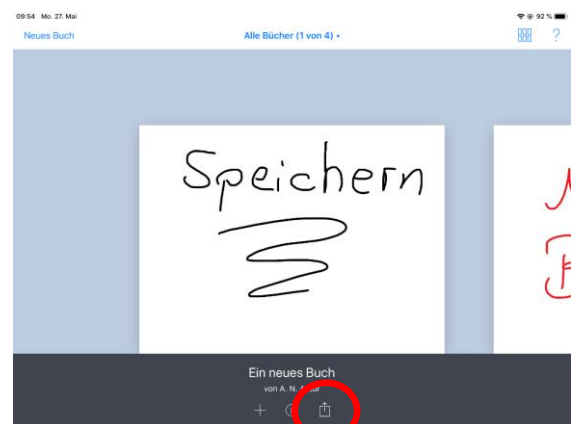 09:54 Mo. 27. Mai
92 %
Neues Buch
Alle Bücher (1 von 4)
?
Speichern
Ein neues Buch
von A. N.